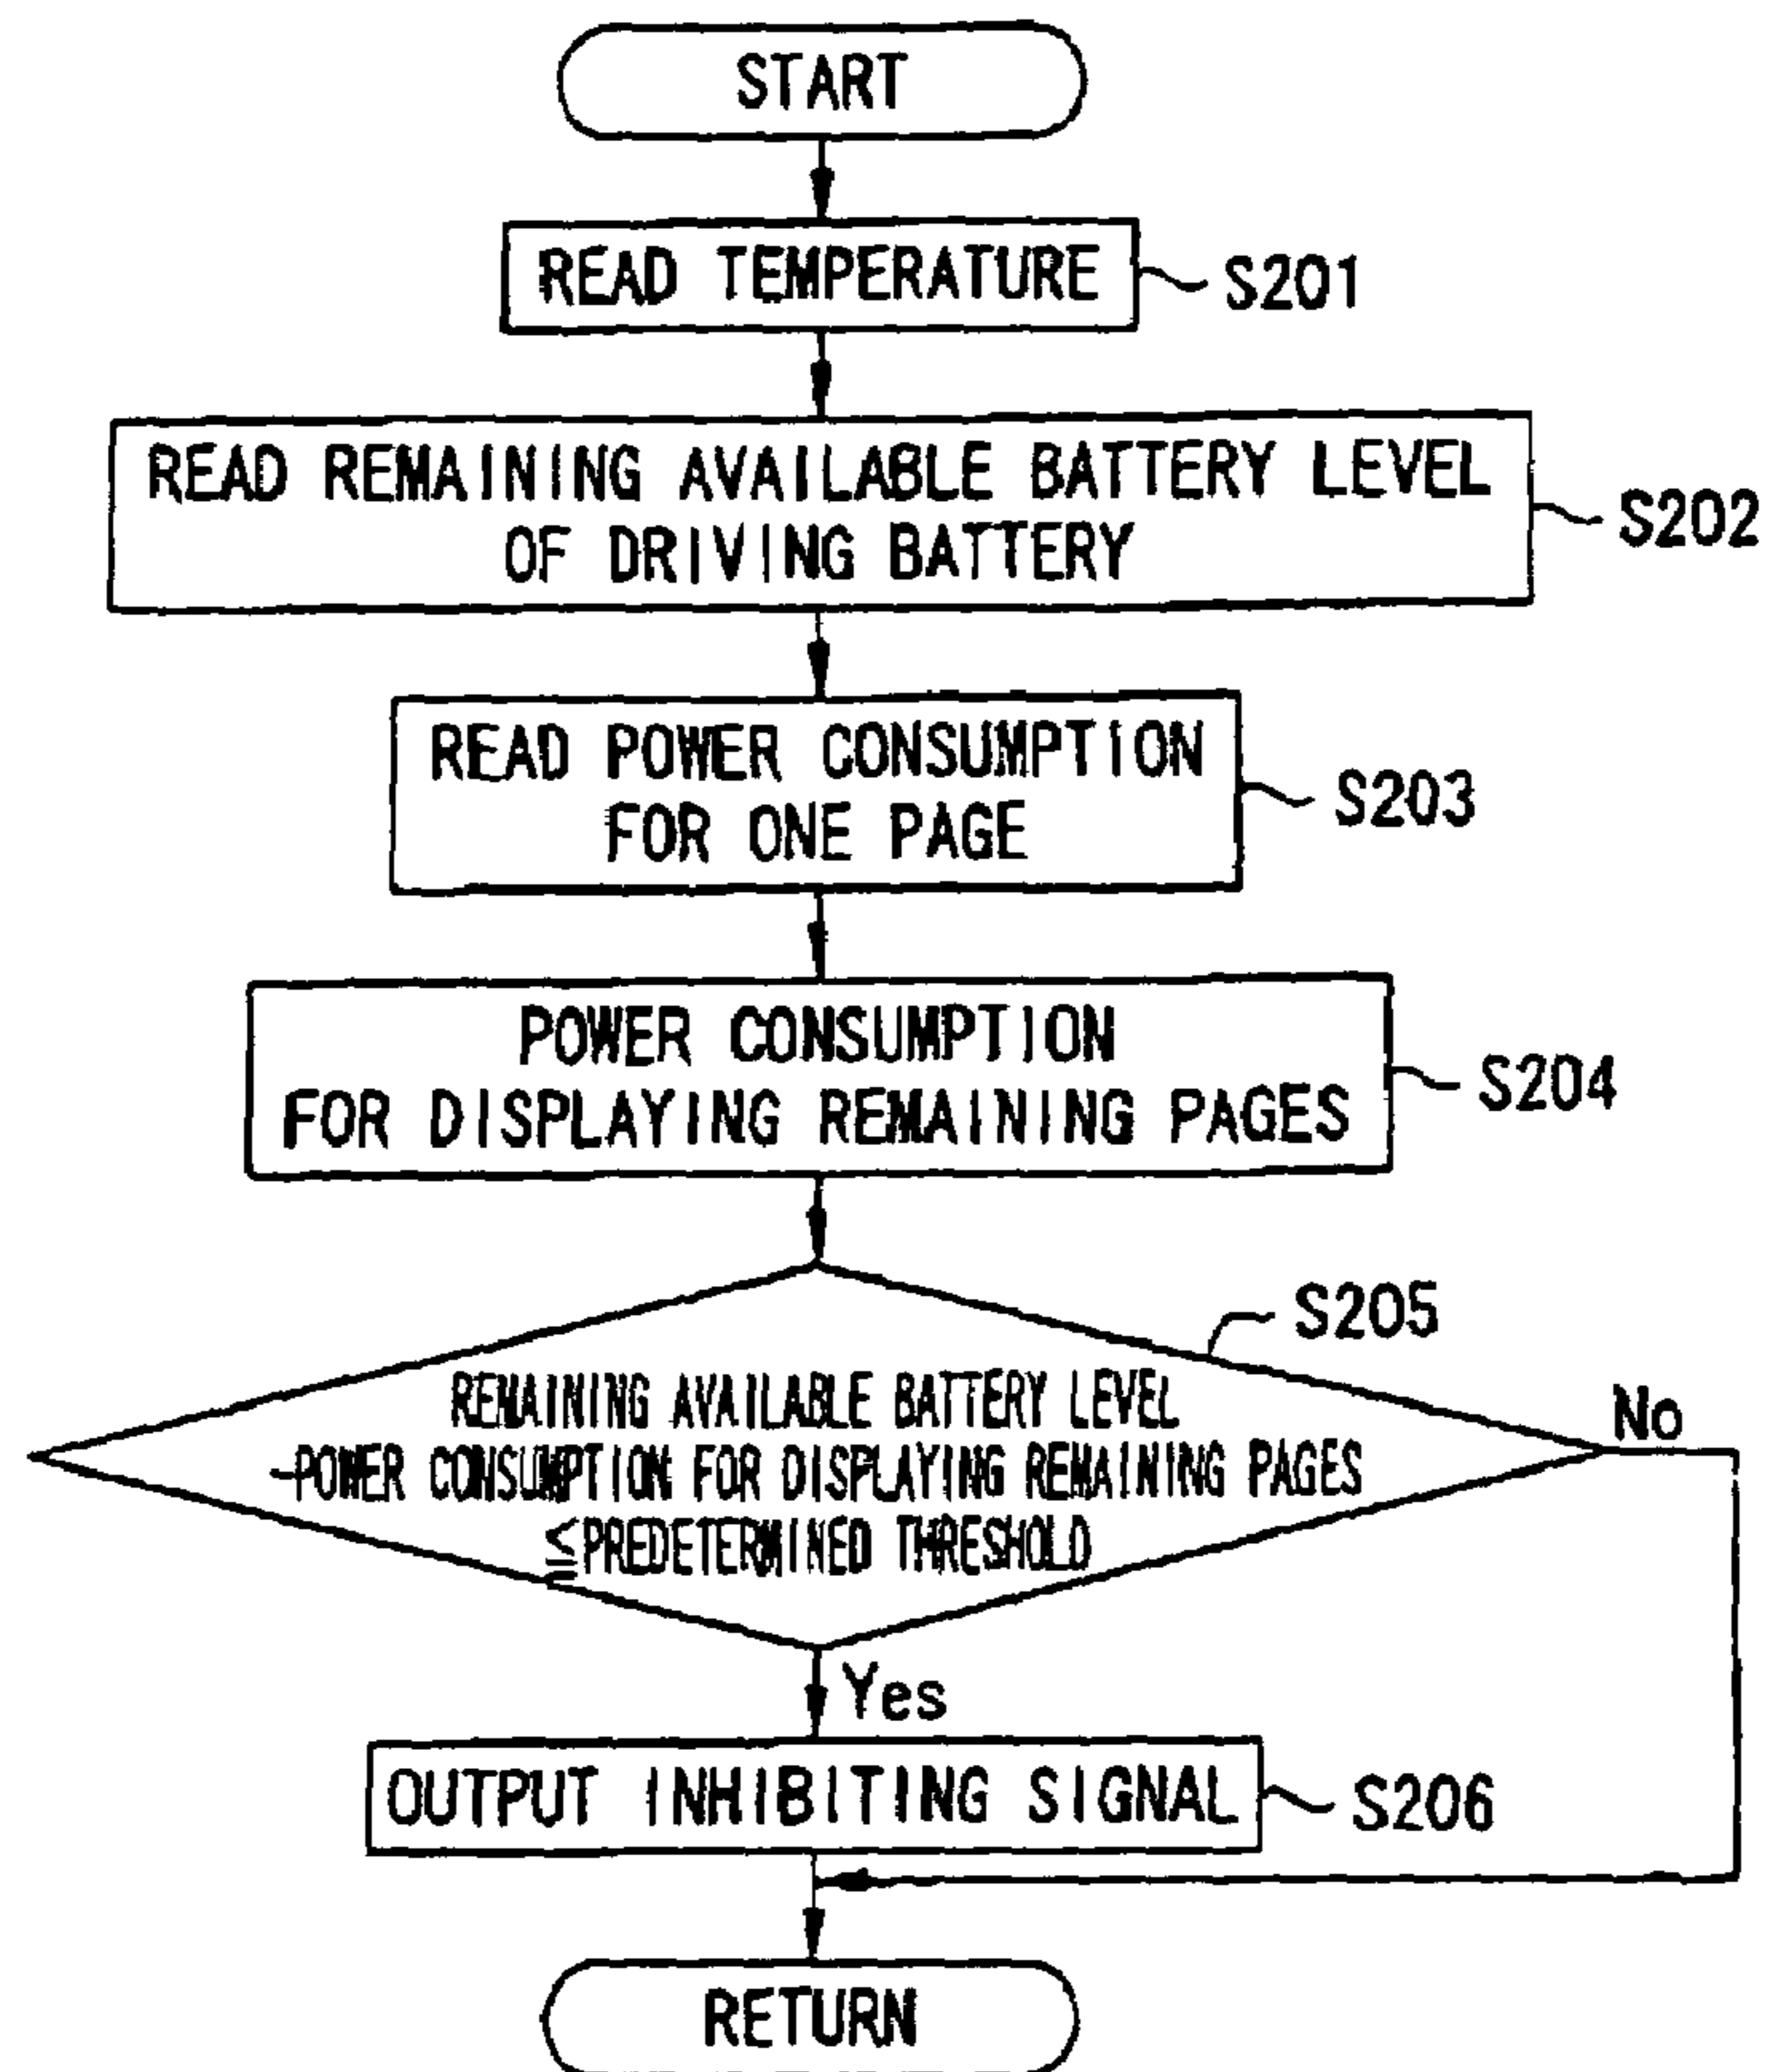 START
READ TEMPERATURE
S201
READ REMAINING AVAILABLE BATTERY LEVEL
OF DRIVING BATTERY
S202
READ POWER CONSUMPTION
FOR ONE PAGE
S203
POWER CONSUMPTION
FOR DISPLAYING REMAINING PAGES
S204
S205
REMAINING AVAILABLE BATTERY LEVEL
-POWER CONSUMPTION FOR DISPLAYING REMAINING PAGES
≦PREDETERMINED THRESHOLD
No
Yes
OUTPUT INHIBITING SIGNAL
S206
RETURN